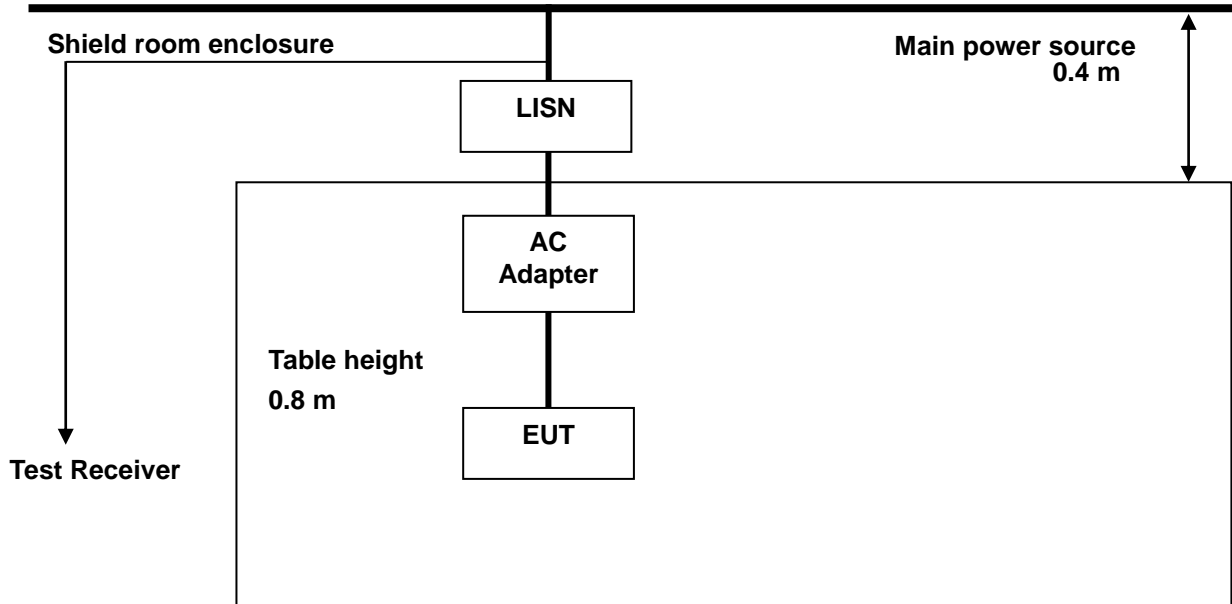 Shield room enclosure
Main power source
0.4 m
LISN
AC
Adapter
Table height
0.8 m
EUT
Test Receiver